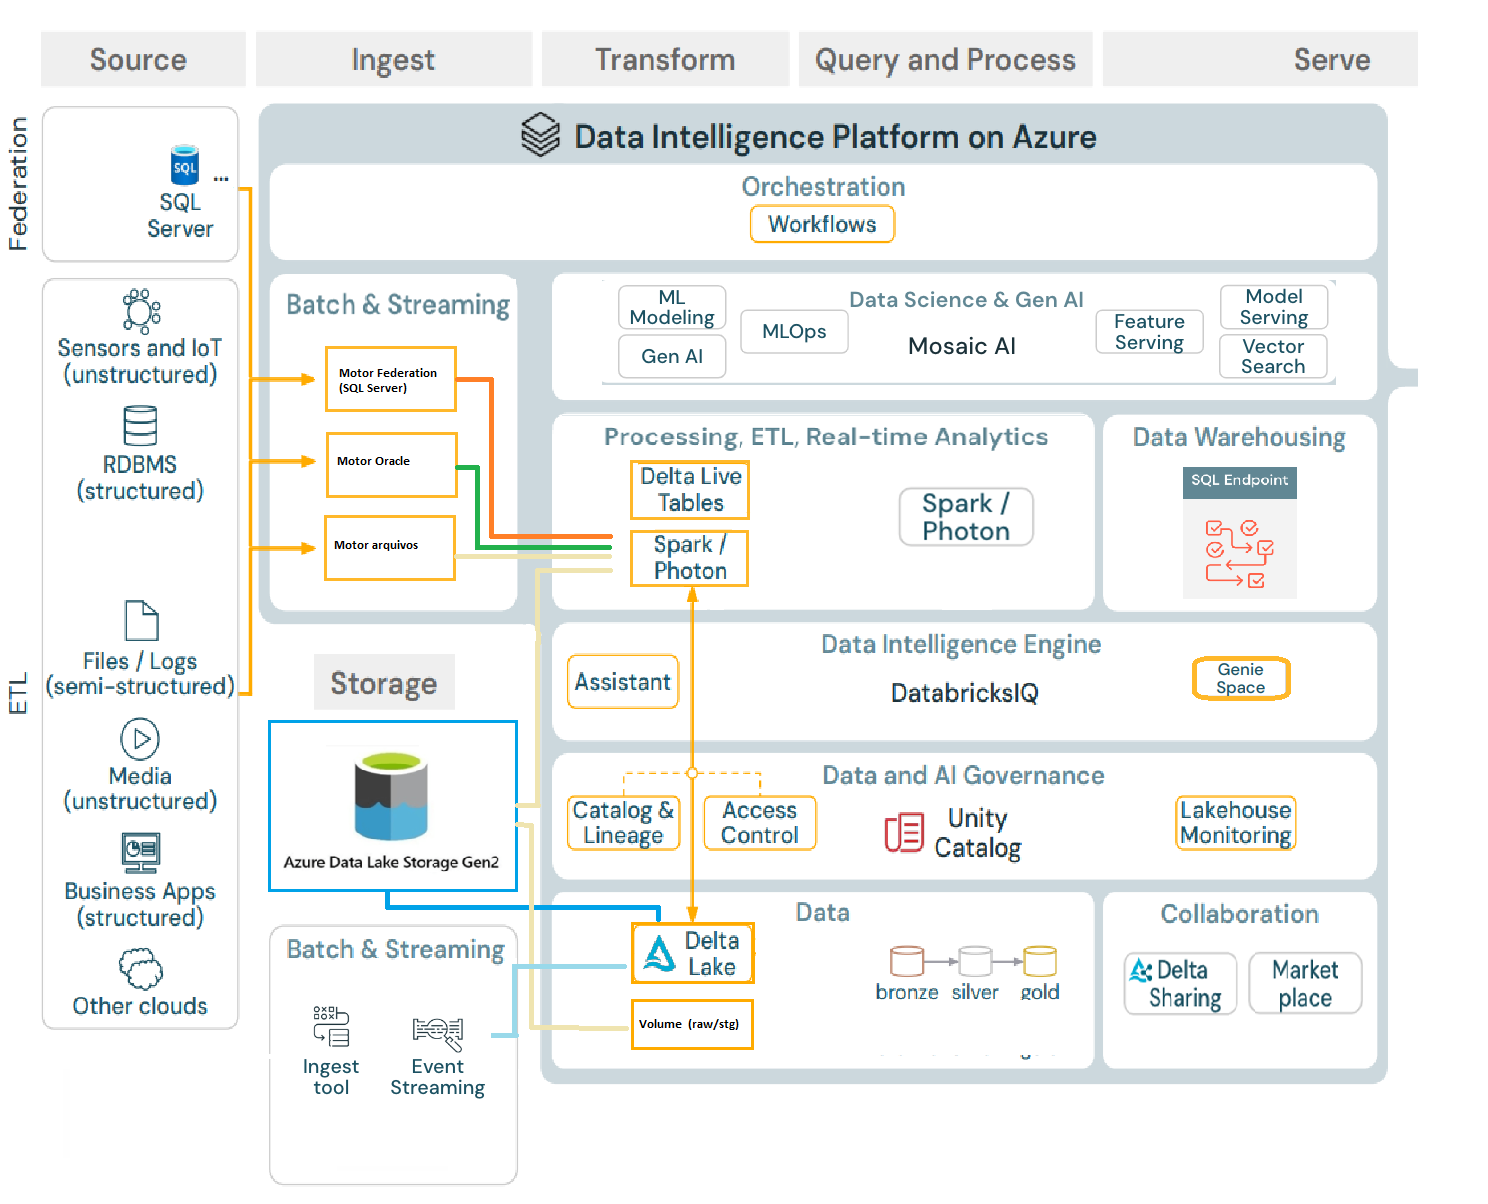 Source
Ingest
Transform
Query and Process
Serve
Federation
SQL
...
SQL
Server
Data Intelligence Platform on Azure
Orchestration
Workflows
ETL
Sensors and IoT
(unstructured)
RDBMS
(structured)
Files / Logs
(semi-structured)
Media
(unstructured)
Business Apps
(structured)
Other clouds
Batch & Streaming
Motor Federation
(SQL Server)
Motor Oracle
Motor arquivos
ML
Modeling
Gen AI
MLOps
Data Science & Gen AI
Mosaic AI
Feature
Serving
Model
Serving
Vector
Search
Processing, ETL, Real-time Analytics
Delta Live
Tables
Spark /
Photon
Spark /
Photon
Data Warehousing
SQL Endpoint
Storage
Azure Data Lake Storage Gen2
Data Intelligence Engine
Assistant
DatabricksIQ
Genie
Space
Data and AI Governance
Catalog &
Lineage
Access
Control
Unity
Catalog
Lakehouse
Monitoring
Batch & Streaming
Ingest
tool
Event
Streaming
Data
Delta
Lake
Volume (raw/stg)
bronze
silver
gold
Collaboration
Delta
Sharing
Market
place